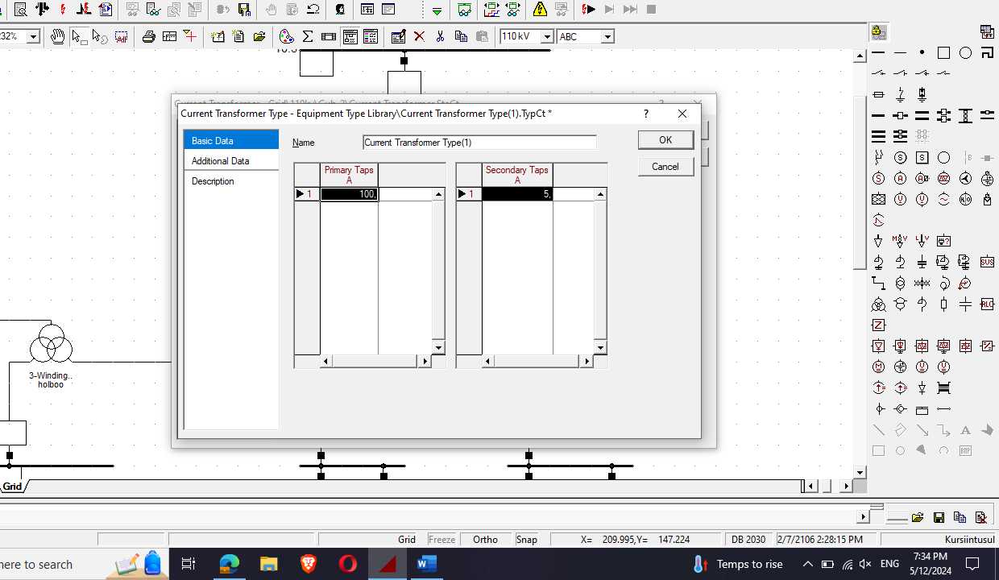 232%
110 kV
ABC
Current Transformer Type - Equipment Type Library\Current Transformer Type(1).TypCt *
?
Basic Data
Additional Data
Description
Name
Current Transformer Type(1)
OK
Cancel
Primary Taps
A
1
100,
Secondary Taps
A
1
5,
3-Winding..
holboo
Grid
Grid
Freeze
Ortho
Snap
X= 209.995,Y= 147.224
DB 2030
2/7/2106 2:28:15 PM
Kursiintusul
here to search
Temps to rise
ENG
7:34 PM
5/12/2024